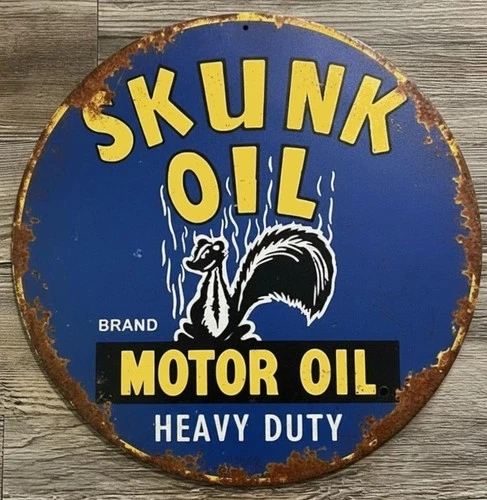 SKUNK
OIL
BRAND
MOTOR OIL
HEAVY DUTY